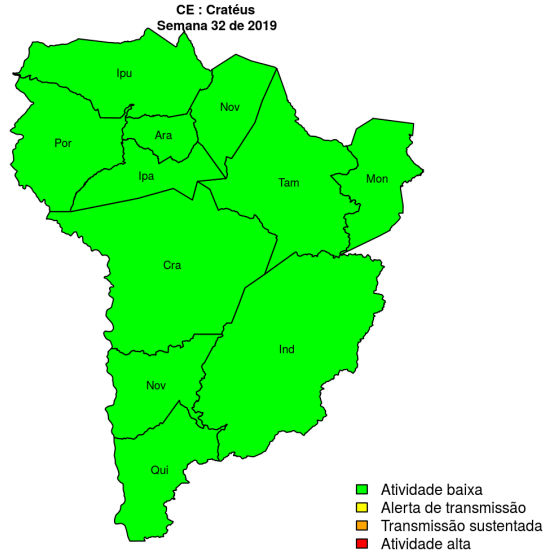 CE : Cratéus
Semana 32 de 2019
Ipu
Nov
Por
Ara
Ipa
Tam
Mon
Cra
Ind
Nov
Qui
Atividade baixa
Alerta de transmissão
Transmissão sustentada
Atividade alta